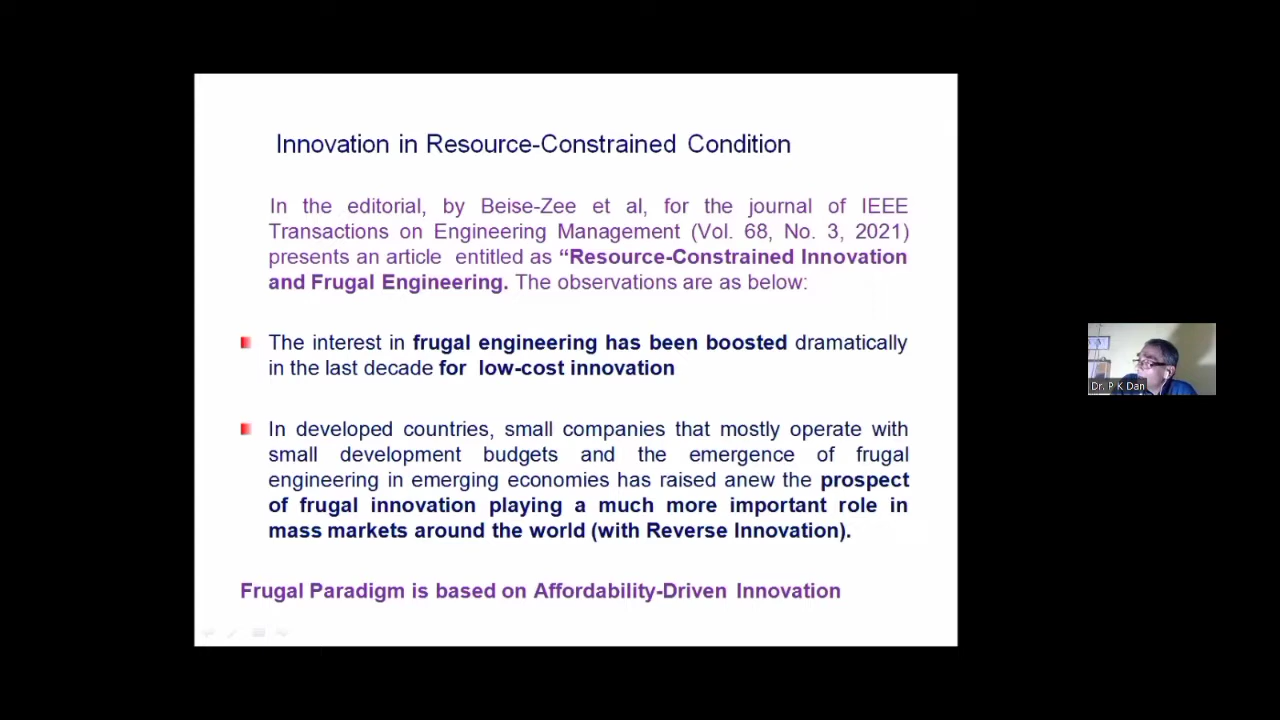 Innovation in Resource-Constrained Condition
In the editorial, by Beise-Zee et al, for the journal of IEEE
Transactions on Engineering Management (Vol. 68, No. 3, 2021)
presents an article entitled as “Resource-Constrained Innovation
and Frugal Engineering. The observations are as below:
The interest in frugal engineering has been boosted dramatically
in the last decade for low-cost innovation
In developed countries, small companies that mostly operate with
small development budgets and the emergence of frugal
engineering in emerging economies has raised anew the prospect
of frugal innovation playing a much more important role in
mass markets around the world (with Reverse Innovation).
Frugal Paradigm is based on Affordability-Driven Innovation
Dr. P K Dan